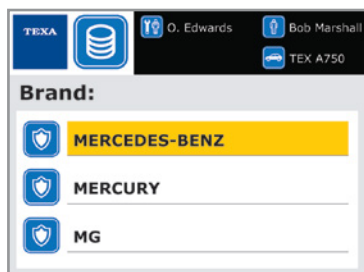 TEXA
O. Edwards
Bob Marshall
TEX A750
Brand:
MERCEDES-BENZ
MERCURY
MG